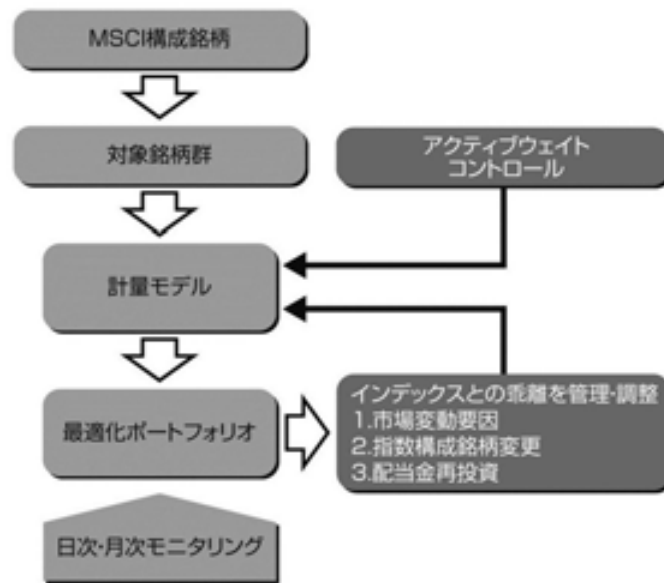 MSCI構成銘柄
対象銘柄群
アクティブウェイト
コントロール
計量モデル
最適化ポートフォリオ
インデックスとの乖離を管理・調整
1.市場変動要因
2.指数構成銘柄変更
3.配当金再投資
日次・月次モニタリング